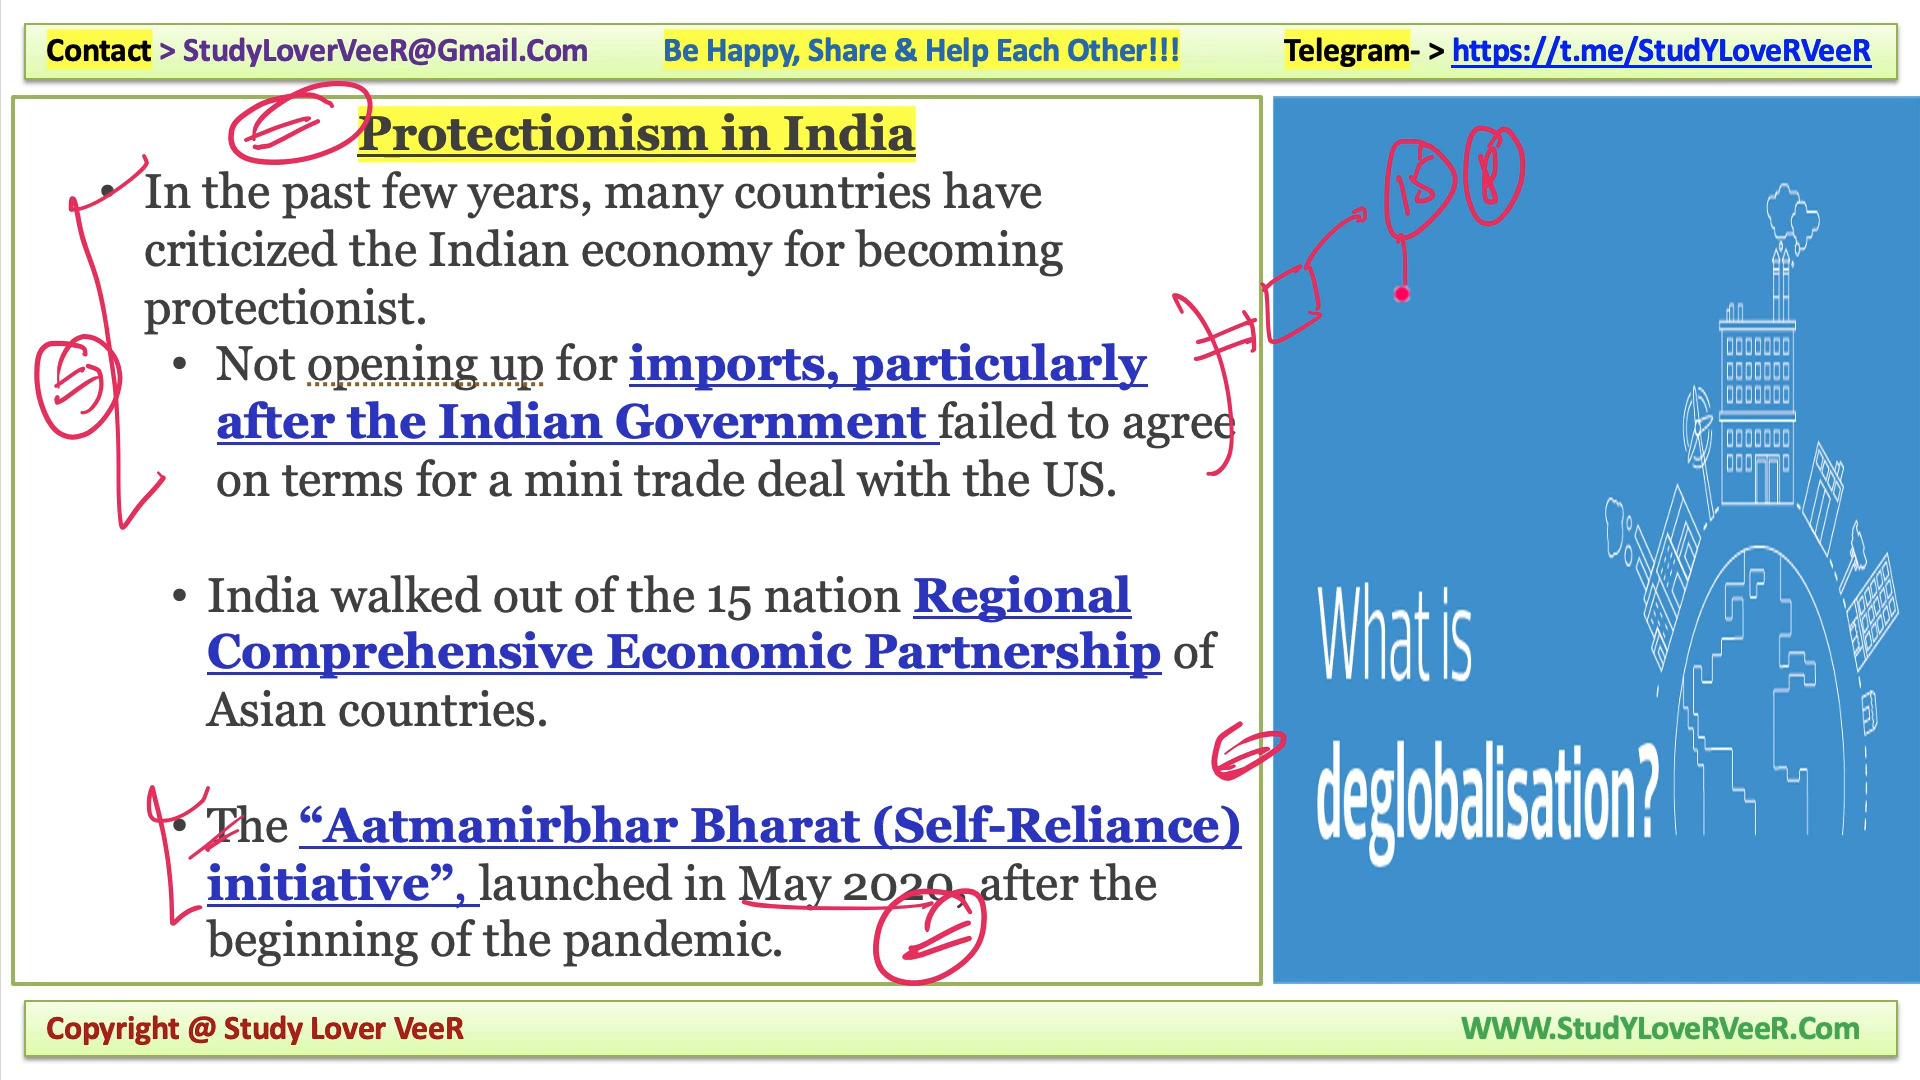 Contact > StudyLoverVeeR@Gmail.Com Be Happy, Share & Help Each Other!!! Telegram- > https://t.me/StudYLoveRVeeR
Protectionism in India
• In the past few years, many countries have
criticized the Indian economy for becoming
protectionist.
• Not opening up for imports, particularly
after the Indian Government failed to agree
on terms for a mini trade deal with the US.
• India walked out of the 15 nation Regional
Comprehensive Economic Partnership of
Asian countries.
• The “Aatmanirbhar Bharat (Self-Reliance)
initiative”, launched in May 2020, after the
beginning of the pandemic.
15 8
What is
deglobalisation?
Copyright @ Study Lover VeeR WWW.StudYLoveRVeeR.Com